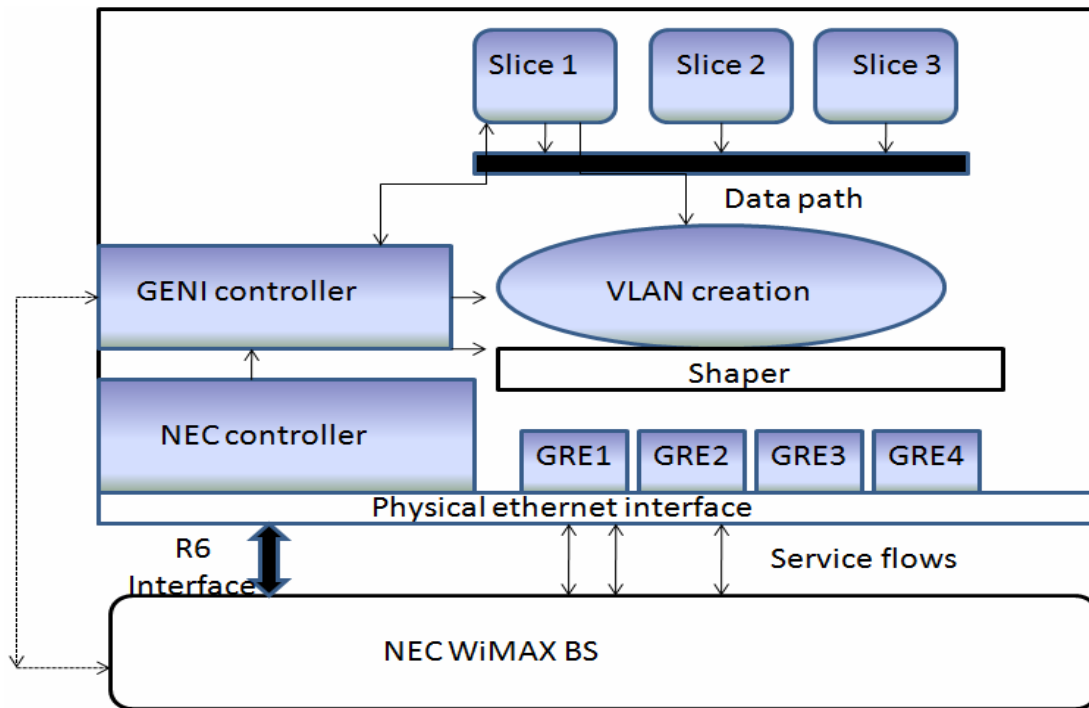 Slice 1
Slice 2
Slice 3
Data path
GENI controller
VLAN creation
Shaper
NEC controller
GRE1
GRE2
GRE3
GRE4
Physical ethernet interface
R6
Interface
Service flows
NEC WiMAX BS